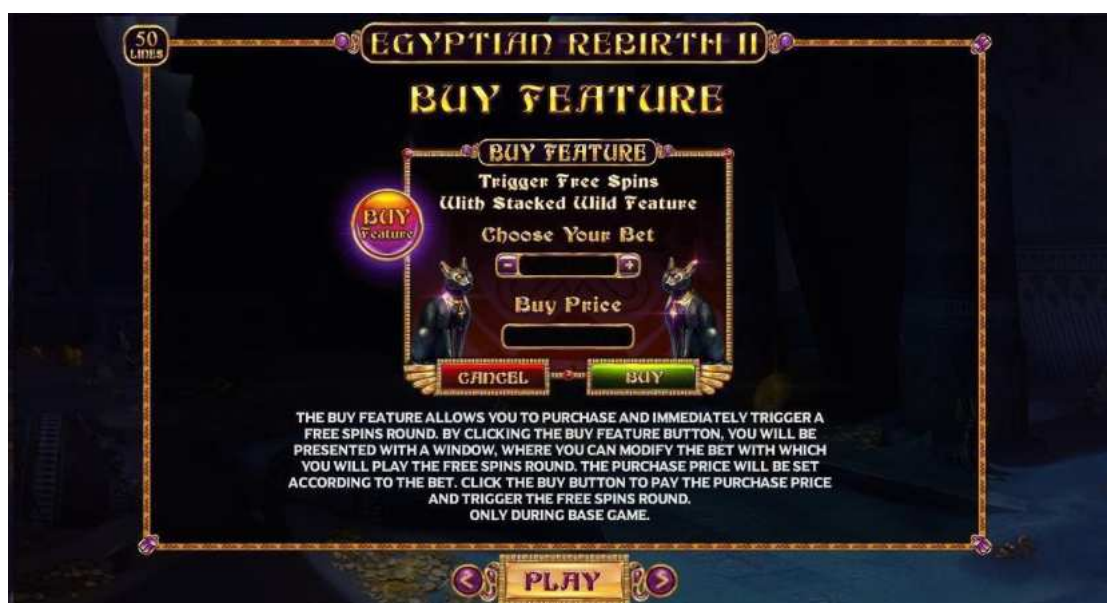 50
LINES
EGYPTIAN REBIRTH II
BUY FEATURE
BUY FEATURE
Trigger Free Spins
With Stacked Wild Feature
BUY
Feature
Choose Your Bet
- +
Buy Price
CANCEL BUY
THE BUY FEATURE ALLOWS YOU TO PURCHASE AND IMMEDIATELY TRIGGER A
FREE SPINS ROUND. BY CLICKING THE BUY FEATURE BUTTON, YOU WILL BE
PRESENTED WITH A WINDOW, WHERE YOU CAN MODIFY THE BET WITH WHICH
YOU WILL PLAY THE FREE SPINS ROUND. THE PURCHASE PRICE WILL BE SET
ACCORDING TO THE BET. CLICK THE BUY BUTTON TO PAY THE PURCHASE PRICE
AND TRIGGER THE FREE SPINS ROUND.
ONLY DURING BASE GAME.
< PLAY >